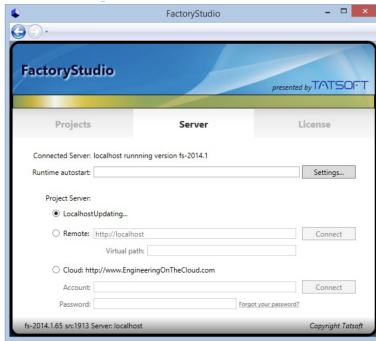 FactoryStudio
FactoryStudio
presented by TATSOFT
Projects
Server
License
Connected Server: localhost runnning version fs-2014.1
Runtime autostart:
Settings...
Project Server:
LocalhostUpdating...
Remote: http://localhost
Connect
Virtual path:
Cloud: http://www.EngineeringOnTheCloud.com
Account:
Connect
Password:
Forgot your password?
fs-2014.1.65 sn:1913 Server: localhost
Copyright Tatsoft